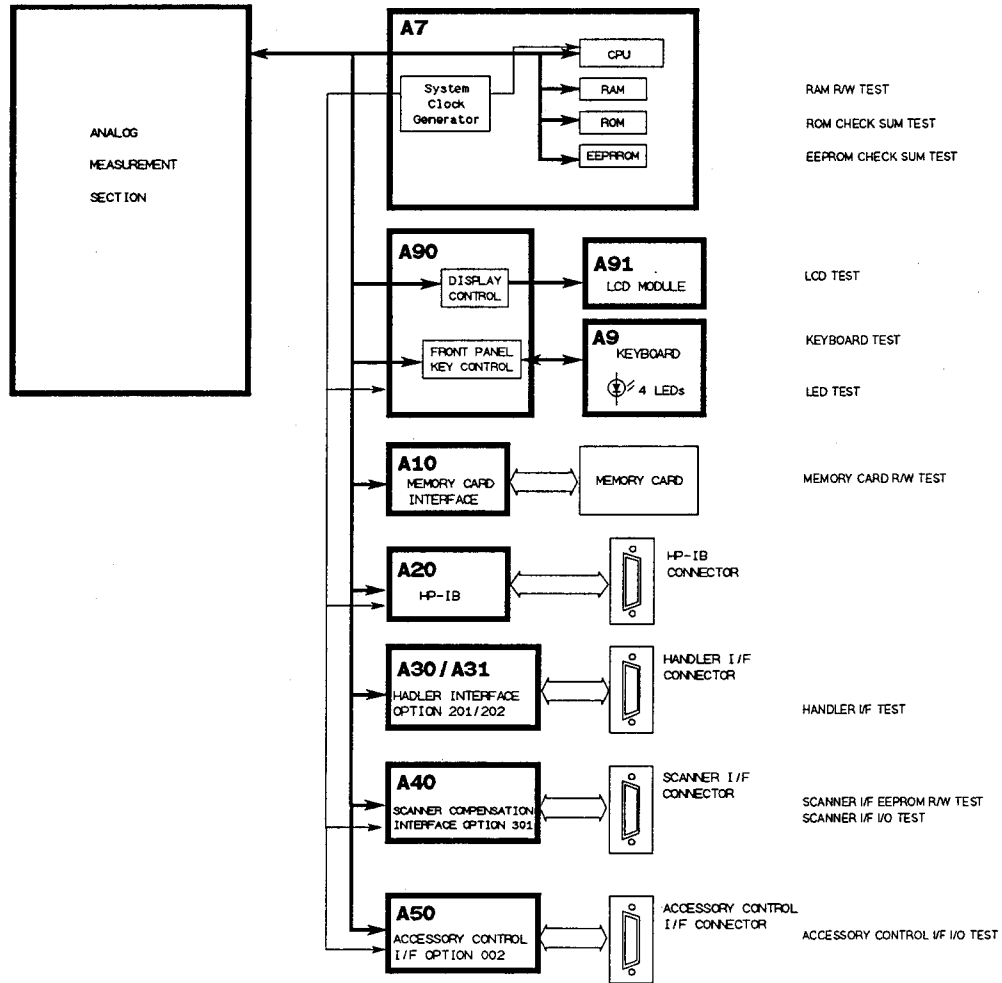 ANALOG
MEASUREMENT
SECTION
A7
System
Clock
Generator
CPU
RAM
ROM
EEPRROM
RAM R/W TEST
ROM CHECK SUM TEST
EEPROM CHECK SUM TEST
A90
DISPLAY
CONTROL
FRONT PANEL
KEY CONTROL
A91
LCD MODULE
LCD TEST
A9
KEYBOARD
4 LEDs
KEYBOARD TEST
LED TEST
A10
MEMORY CARD
INTERFACE
MEMORY CARD
MEMORY CARD R/W TEST
A20
HP-IB
HP-IB
CONNECTOR
A30/A31
HADLER INTERFACE
OPTION 201/202
HANDLER I/F
CONNECTOR
HANDLER I/F TEST
A40
SCANNER COMPENSATION
INTERFACE OPTION 301
SCANNER I/F
CONNECTOR
SCANNER I/F EEPROM R/W TEST
SCANNER I/F I/O TEST
A50
ACCESSORY CONTROL
I/F OPTION 002
ACCESSORY CONTROL
I/F CONNECTOR
ACCESSORY CONTROL I/F I/O TEST